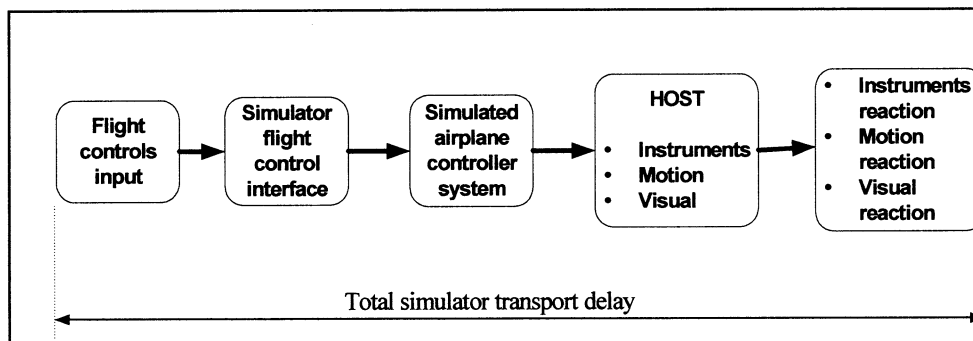 Flight
controls
input
Simulator
flight
control
interface
Simulated
airplane
controller
system
HOST
• Instruments
• Motion
• Visual
• Instruments
reaction
• Motion
reaction
• Visual
reaction
Total simulator transport delay